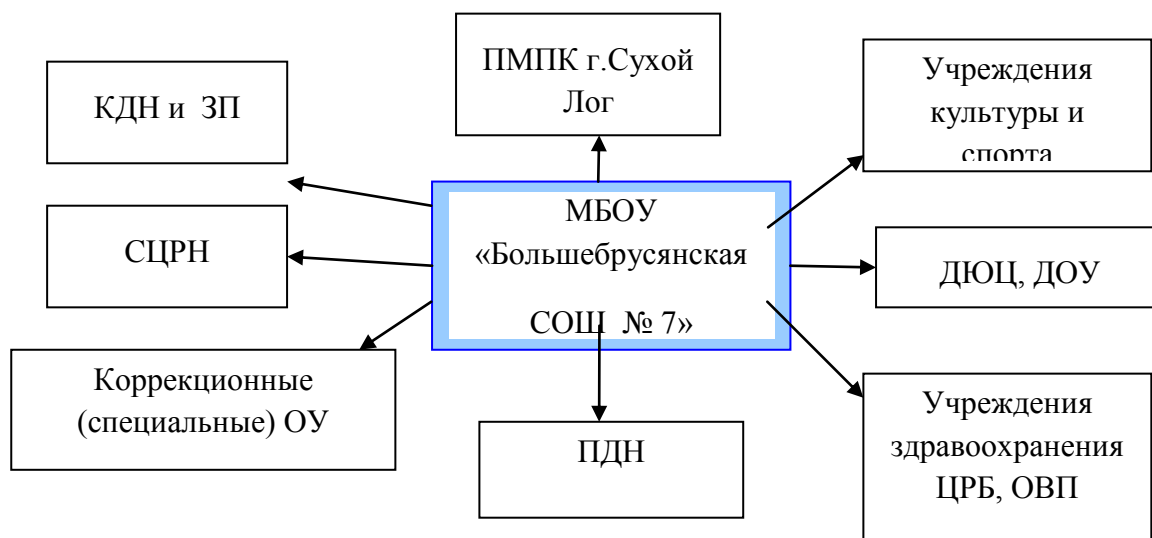 ПМПК г.Сухой
Лог
КДН и ЗП
Учреждения
культуры и
спорта
МБОУ
«Большебрусянская
СОШ № 7»
СЦРН
ДЮЦ, ДОУ
Коррекционные
(специальные) ОУ
ПДН
Учреждения
здравоохранения
ЦРБ, ОВП